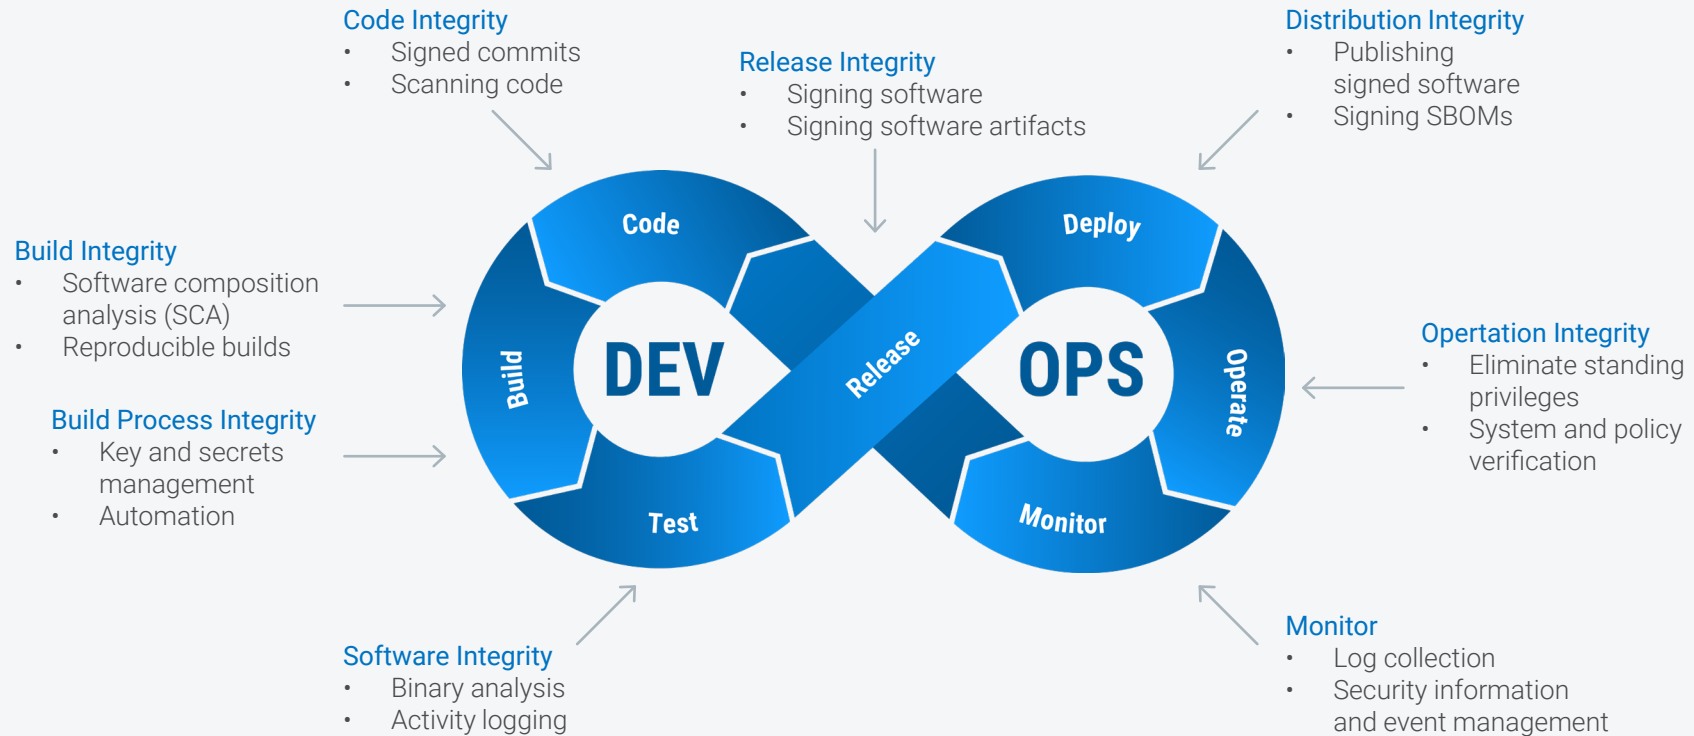 Code Integrity
• Signed commits
• Scanning code
Release Integrity
• Signing software
• Signing software artifacts
Distribution Integrity
• Publishing
signed software
• Signing SBOMs
Build Integrity
• Software composition
analysis (SCA)
• Reproducible builds
Build Process Integrity
• Key and secrets
management
• Automation
Code
Build
Test
DEV
Release
Deploy
OPS
Operate
Monitor
Opertation Integrity
• Eliminate standing
privileges
• System and policy
verification
Software Integrity
• Binary analysis
• Activity logging
Monitor
• Log collection
• Security information
and event management